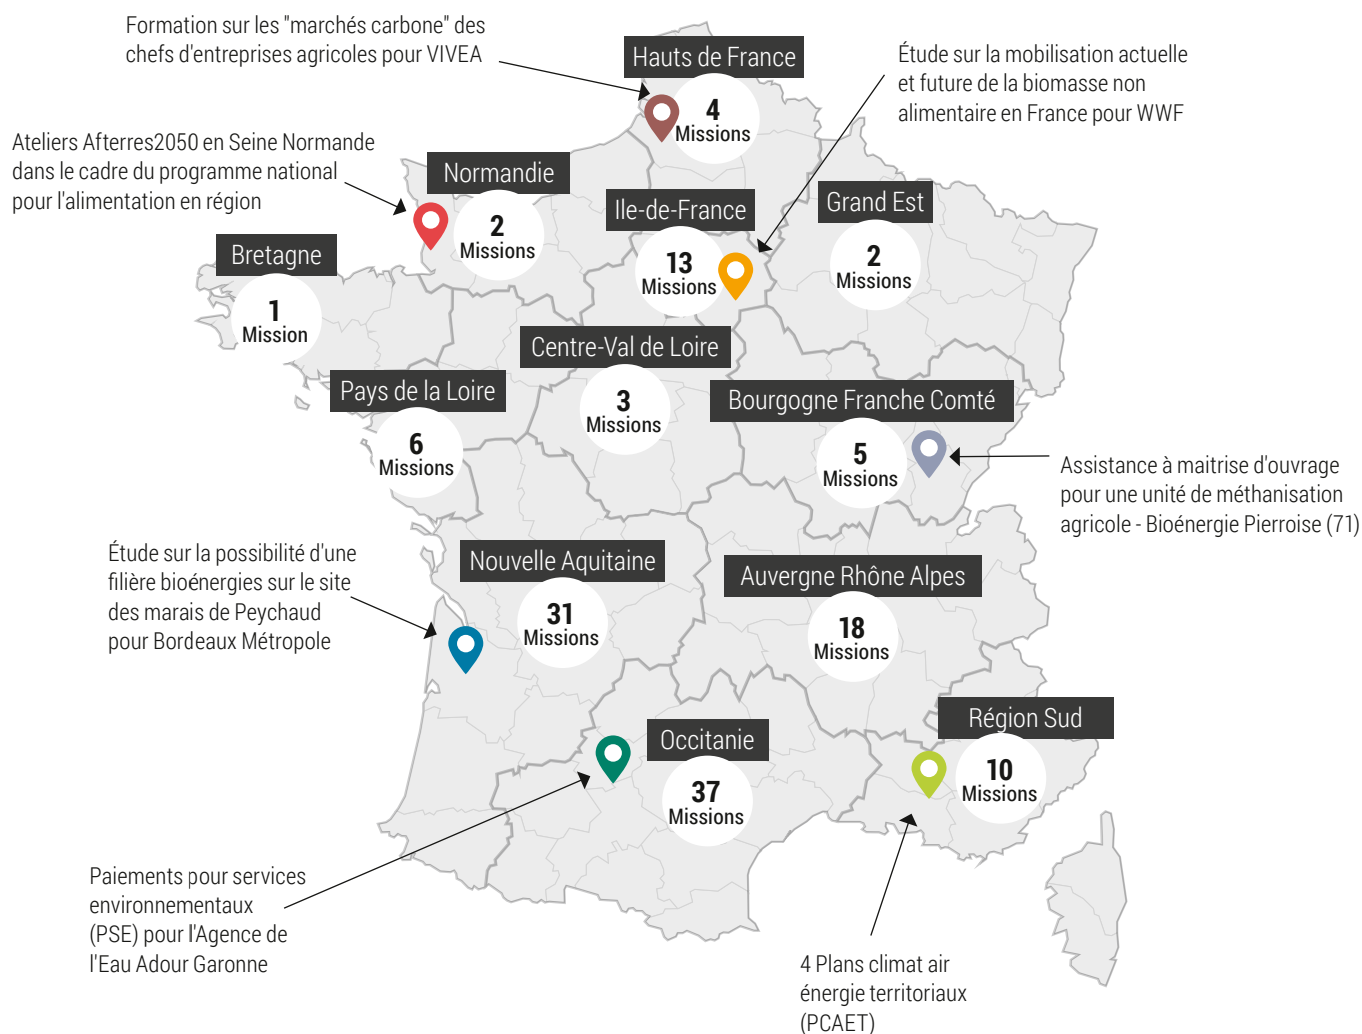 Formation sur les "marchés carbone" des
chefs d'entreprises agricoles pour VIVEA
Hauts de France
4
Missions
Étude sur la mobilisation actuelle
et future de la biomasse non
alimentaire en France pour WWF
Ateliers Afterres2050 en Seine Normande
dans le cadre du programme national
pour l'alimentation en région
Normandie
2
Missions
Ile-de-France
13
Missions
Grand Est
2
Missions
Bretagne
1
Mission
Centre-Val de Loire
3
Missions
Pays de la Loire
6
Missions
Bourgogne Franche Comté
5
Missions
Assistance à maitrise d'ouvrage
pour une unité de méthanisation
agricole - Bioénergie Pierroise (71)
Étude sur la possibilité d'une
filière bioénergies sur le site
des marais de Peychaud
pour Bordeaux Métropole
Nouvelle Aquitaine
31
Missions
Auvergne Rhône Alpes
18
Missions
Occitanie
37
Missions
Région Sud
10
Missions
Paiements pour services
environnementaux
(PSE) pour l'Agence de
l'Eau Adour Garonne
4 Plans climat air
énergie territoriaux
(PCAET)